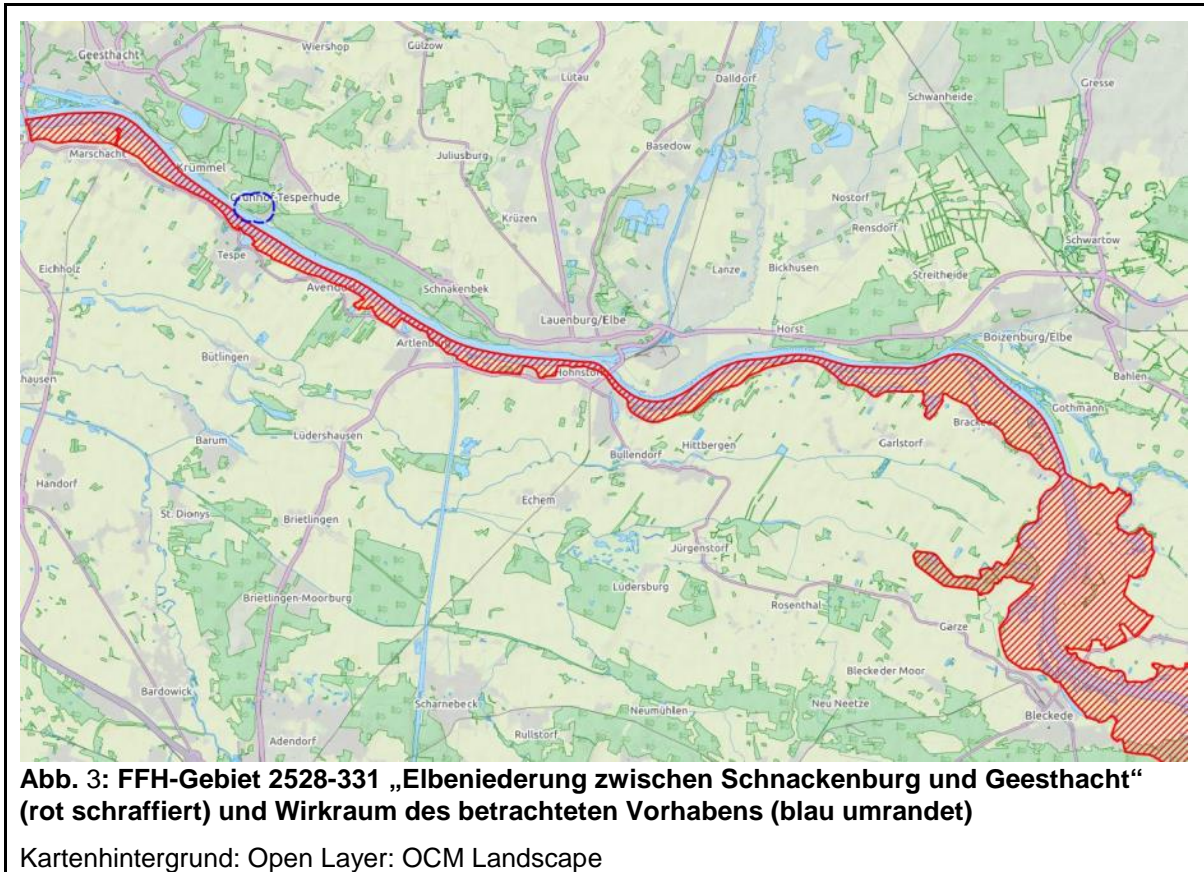 Wiershop
Gülzow
Geesthacht
Lütau
Dalldorf
Gresse
Schwanheide
Marschacht
Krümmel
Juliusburg
Basedow
Grünhof-Tesperhude
Krüzen
Nostorf
Rensdorf
Schwartow
Tespe
Eichholz
Lanze
Bickhusen
Streitheide
Schnakenbek
Lauenburg/Elbe
Horst
Boizenburg/Elbe
Artlenburg
Bütlingen
Hohnstorf
Bahlen
Gothmann
Lüdershausen
Barum
Garlstorf
Hittbergen
Bullendorf
Handorf
Echem
St. Dionys
Brietlingen
Jürgenstorf
Lüdersburg
Brietlingen-Moorburg
Rosenthal
Garze
Bleckeder Moor
Bardowick
Scharnebeck
Neumühlen
Neu Neetze
Bleckede
Adendorf
Rullstorf
Abb. 3: FFH-Gebiet 2528-331 „Elbeniederung zwischen Schnackenburg und Geesthacht“
(rot schraffiert) und Wirkraum des betrachteten Vorhabens (blau umrandet)
Kartenhintergrund: Open Layer: OCM Landscape